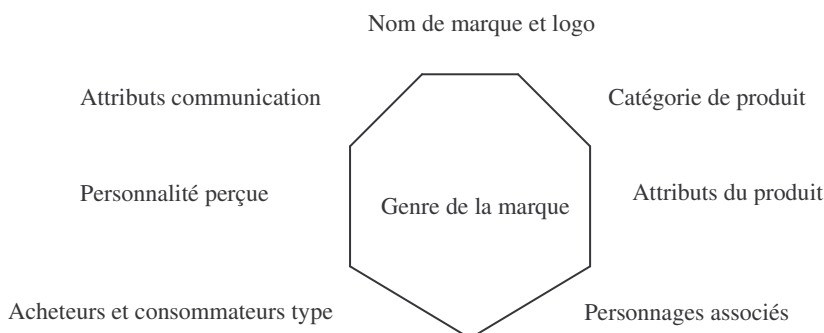 Nom de marque et logo
Attributs communication
Catégorie de produit
Personnalité perçue
Genre de la marque
Attributs du produit
Acheteurs et consommateurs type
Personnages associés